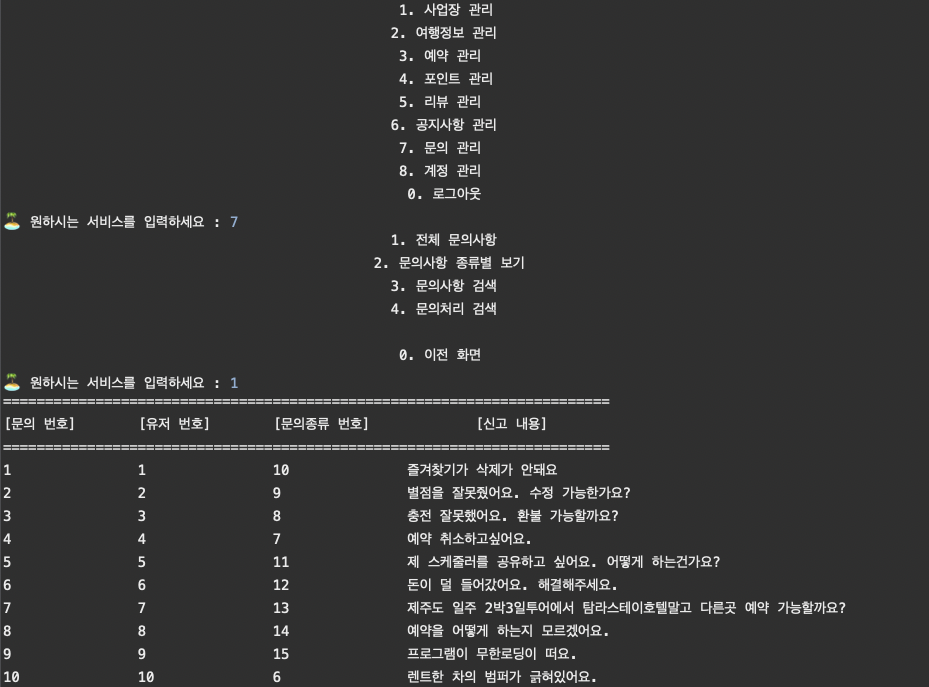 1. 사업장 관리
2. 여행정보 관리
3. 예약 관리
4. 포인트 관리
5. 리뷰 관리
6. 공지사항 관리
7. 문의 관리
8. 계정 관리
0. 로그아웃
원하시는 서비스를 입력하세요 : 7
1. 전체 문의사항
2. 문의사항 종류별 보기
3. 문의사항 검색
4. 문의처리 검색
0. 이전 화면
원하시는 서비스를 입력하세요 : 1
========================================================================
[문의 번호] [유저 번호] [문의종류 번호] [신고 내용]
========================================================================
1 1 10 즐겨찾기가 삭제가 안돼요
2 2 9 별점을 잘못줬어요. 수정 가능한가요?
3 3 8 충전 잘못했어요. 환불 가능할까요?
4 4 7 예약 취소하고싶어요.
5 5 11 제 스케줄러를 공유하고 싶어요. 어떻게 하는건가요?
6 6 12 돈이 덜 들어갔어요. 해결해주세요.
7 7 13 제주도 일주 2박3일투어에서 탐라스테이호텔말고 다른곳 예약 가능할까요?
8 8 14 예약을 어떻게 하는지 모르겠어요.
9 9 15 프로그램이 무한로딩이 떠요.
10 10 6 렌트한 차의 범퍼가 긁혀있어요.